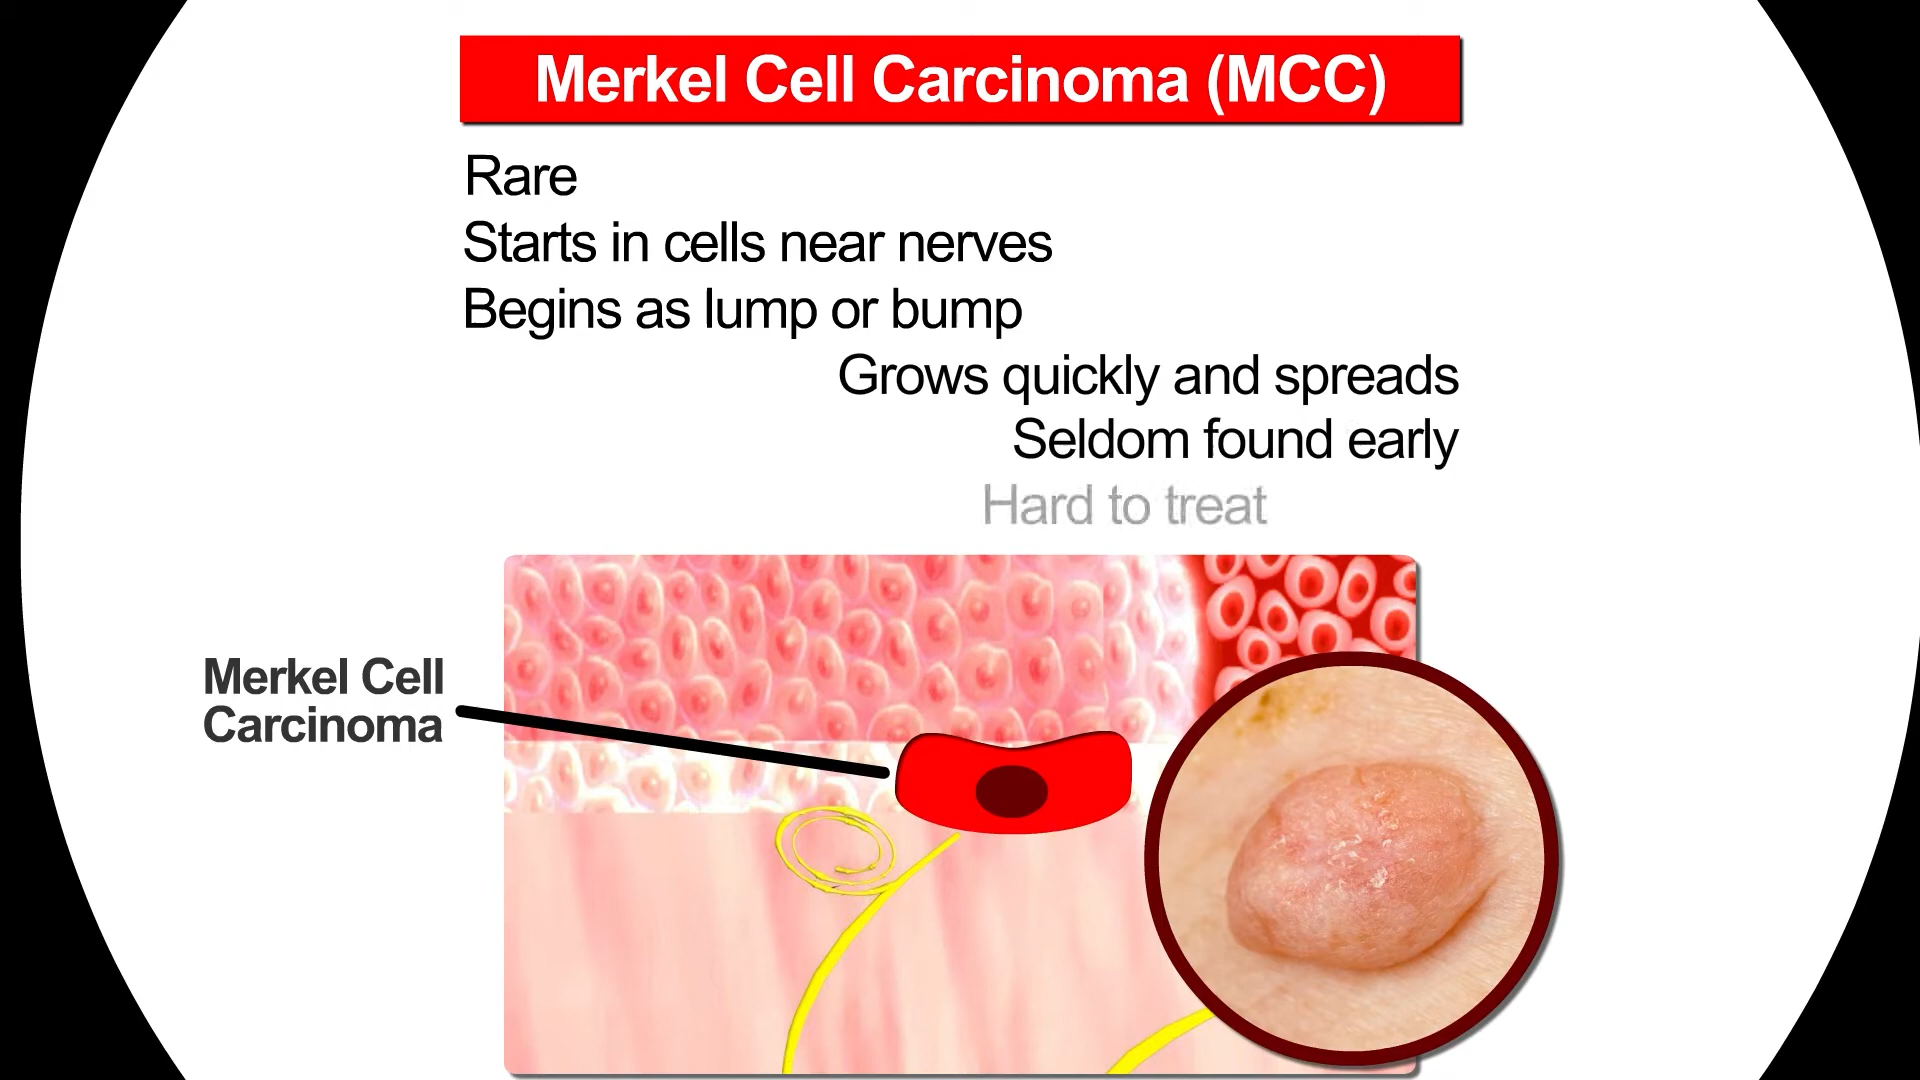 Merkel Cell Carcinoma (MCC)
Rare
Starts in cells near nerves
Begins as lump or bump
Grows quickly and spreads
Seldom found early
Hard to treat
Merkel Cell
Carcinoma